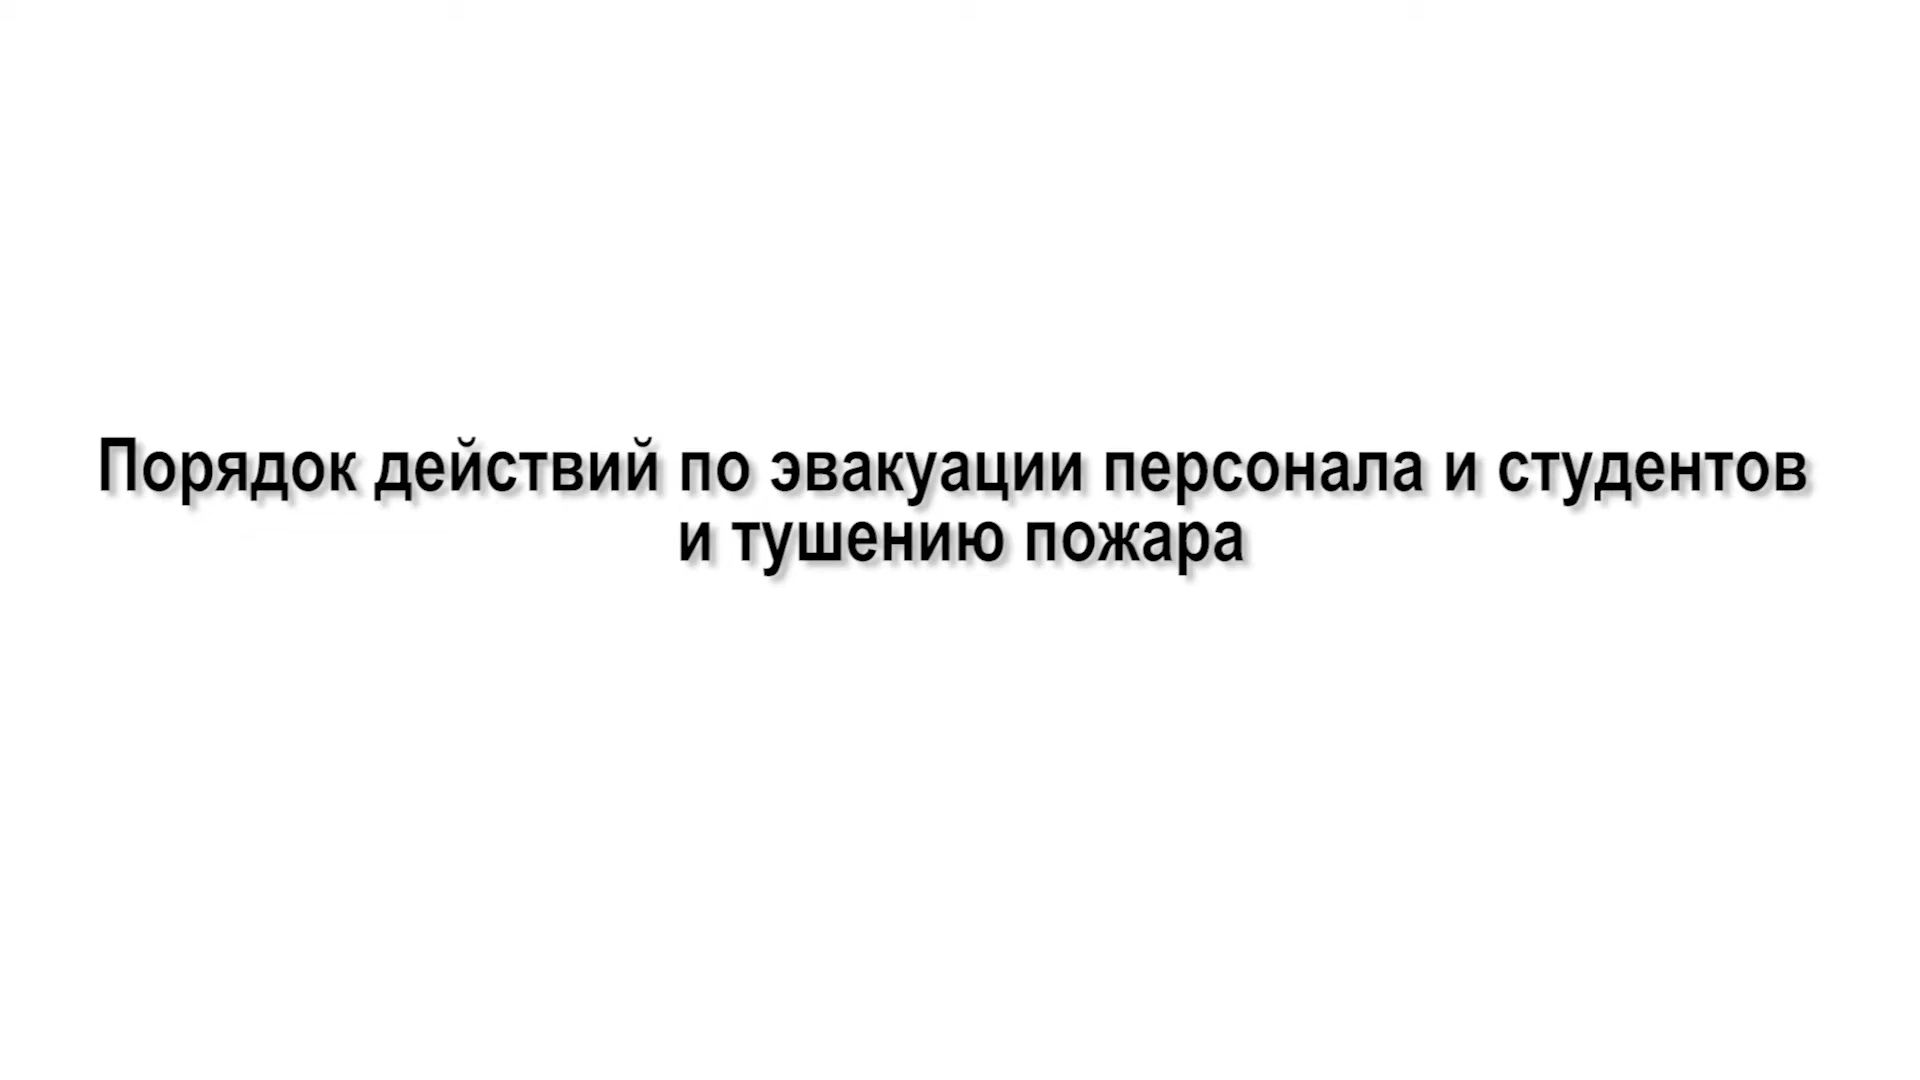 Порядок действий по эвакуации персонала и студентов
и тушению пожара